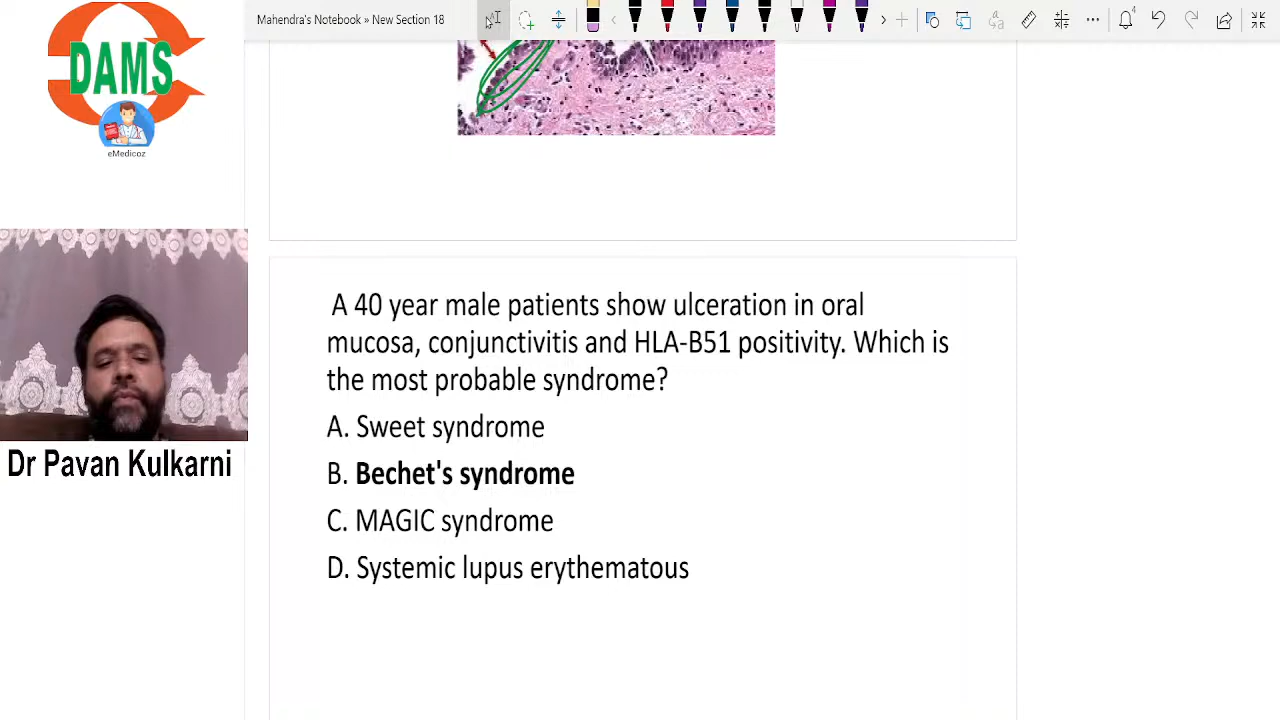 Mahendra's Notebook » New Section 18
DAMS
eMedicoz
Dr Pavan Kulkarni
A 40 year male patients show ulceration in oral
mucosa, conjunctivitis and HLA-B51 positivity. Which is
the most probable syndrome?
A. Sweet syndrome
B. Bechet's syndrome
C. MAGIC syndrome
D. Systemic lupus erythematous